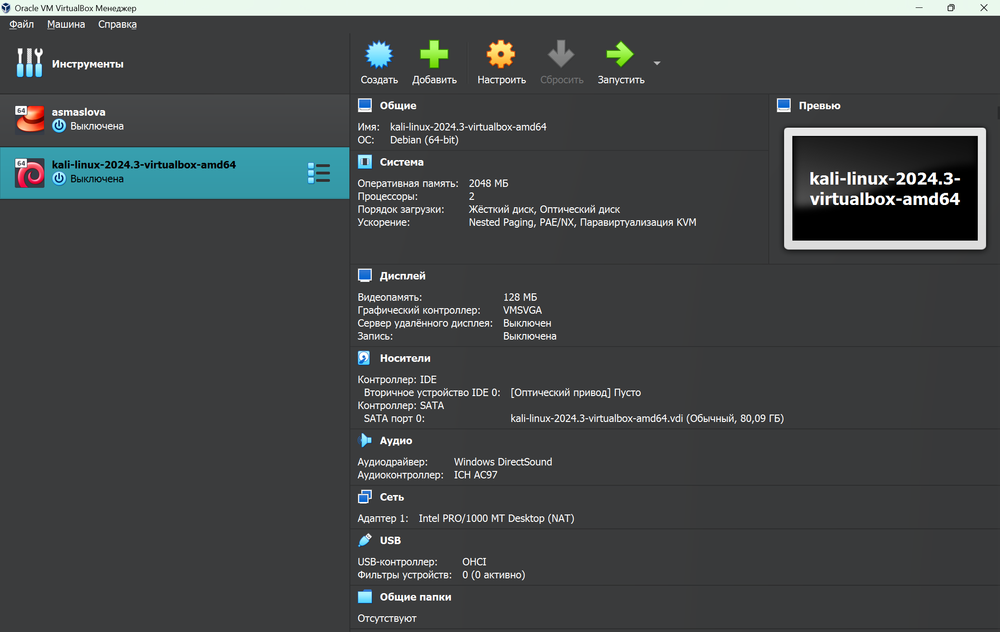 Oracle VM VirtualBox Менеджер
Файл Машина Справка
Инструменты
Создать Добавить Настроить Сбросить Запустить
64
asmaslova
Выключена
64
kali-linux-2024.3-virtualbox-amd64
Выключена
Общие
Имя: kali-linux-2024.3-virtualbox-amd64
ОС: Debian (64-bit)
Система
Оперативная память: 2048 МБ
Процессоры: 2
Порядок загрузки: Жёсткий диск, Оптический диск
Ускорение: Nested Paging, PAE/NX, Паравиртуализация KVM
Превью
kali-linux-2024.3-
virtualbox-amd64
Дисплей
Видеопамять: 128 МБ
Графический контроллер: VMSVGA
Сервер удалённого дисплея: Выключен
Запись: Выключена
Носители
Контроллер: IDE
Вторичное устройство IDE 0: [Оптический привод] Пусто
Контроллер: SATA
SATA порт 0: kali-linux-2024.3-virtualbox-amd64.vdi (Обычный, 80,09 ГБ)
Аудио
Аудиодрайвер: Windows DirectSound
Аудиоконтроллер: ICH AC97
Сеть
Адаптер 1: Intel PRO/1000 MT Desktop (NAT)
USB
USB-контроллер: OHCI
Фильтры устройств: 0 (0 активно)
Общие папки
Отсутствуют